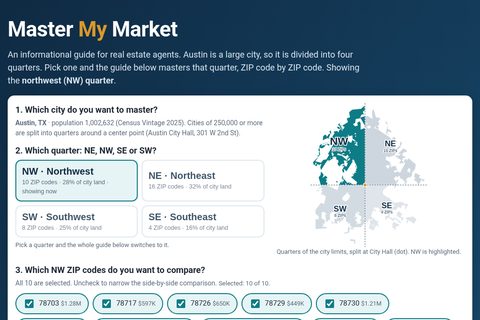 Master My Market
An informational guide for real estate agents. Austin is a large city, so it is divided into four
quarters. Pick one and the guide below masters that quarter, ZIP code by ZIP code. Showing
the northwest (NW) quarter.
1. Which city do you want to master?
Austin, TX · population 1,002,632 (Census Vintage 2025). Cities of 250,000 or more
are split into quarters around a center point (Austin City Hall, 301 W 2nd St).
2. Which quarter: NE, NW, SE or SW?
NW · Northwest
10 ZIP codes · 28% of city land ·
showing now
NE · Northeast
16 ZIP codes · 32% of city land
SW · Southwest
8 ZIP codes · 25% of city land
SE · Southeast
4 ZIP codes · 16% of city land
Pick a quarter and the whole guide below switches to it.
NW
NE
16 ZIPs
SW
8 ZIPs
SE
4 ZIPs
Quarters of the city limits, split at City Hall (dot). NW is highlighted.
3. Which NW ZIP codes do you want to compare?
All 10 are selected. Uncheck to narrow the side-by-side comparison. Selected: 10 of 10.
78703 $1.28M
78717 $597K
78726 $650K
78729 $449K
78730 $1.21M